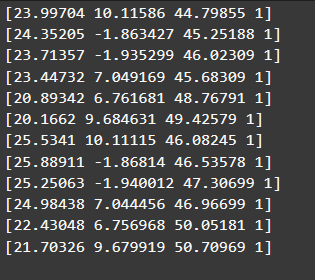 [23.99704 10.11586 44.79855 1]
[24.35205 -1.863427 45.25188 1]
[23.71357 -1.935299 46.02309 1]
[23.44732 7.049169 45.68309 1]
[20.89342 6.761681 48.76791 1]
[20.1662 9.684631 49.42579 1]
[25.5341 10.11115 46.08245 1]
[25.88911 -1.86814 46.53578 1]
[25.25063 -1.940012 47.30699 1]
[24.98438 7.044456 46.96699 1]
[22.43048 6.756968 50.05181 1]
[21.70326 9.679919 50.70969 1]